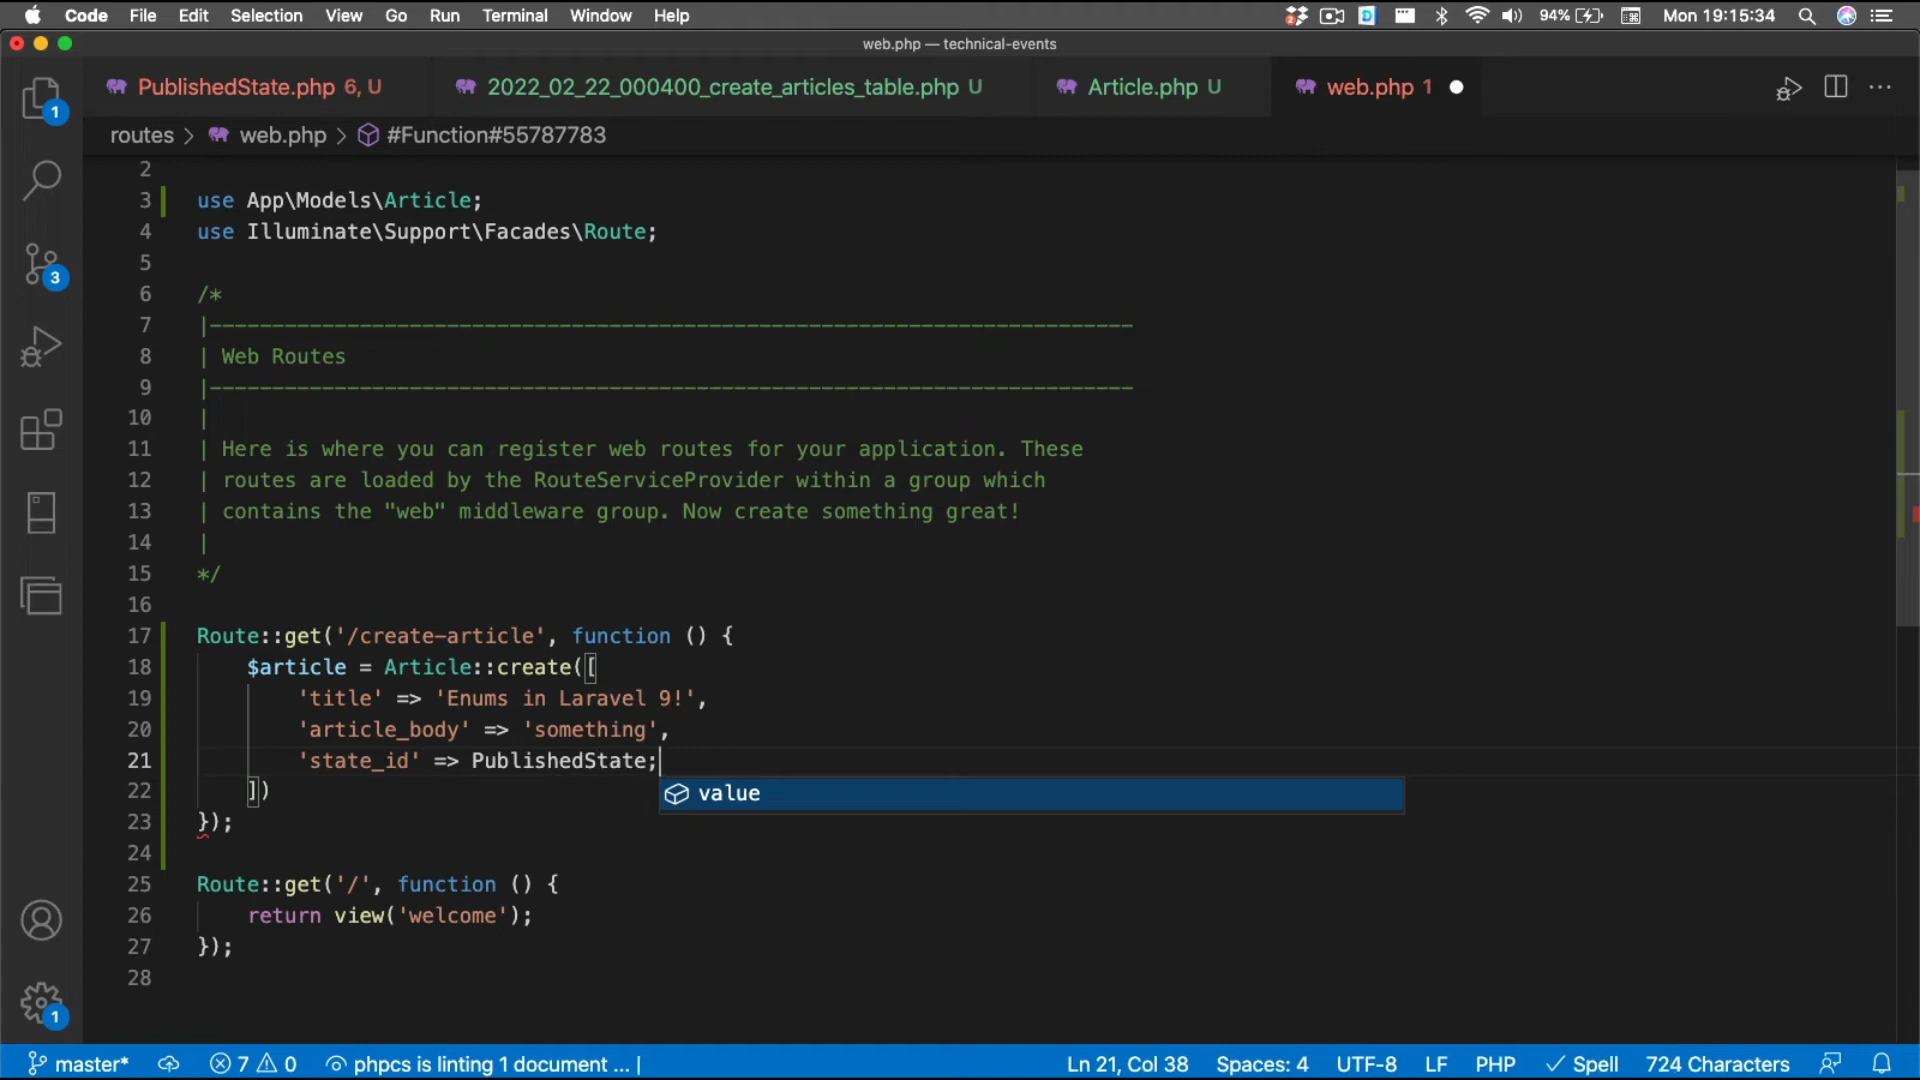 Code File Edit Selection View Go Run Terminal Window Help 94% Mon 19:15:34
web.php — technical-events
PublishedState.php 6, U 2022_02_22_000400_create_articles_table.php U Article.php U web.php 1
routes > web.php > #Function#55787783
2
3 use App\Models\Article;
4 use Illuminate\Support\Facades\Route;
5
6 /*
7 |--------------------------------------------------------------------------
8 | Web Routes
9 |--------------------------------------------------------------------------
10 |
11 | Here is where you can register web routes for your application. These
12 | routes are loaded by the RouteServiceProvider within a group which
13 | contains the "web" middleware group. Now create something great!
14 |
15 */
16
17 Route::get('/create-article', function () {
18 $article = Article::create([
19 'title' => 'Enums in Laravel 9!',
20 'article_body' => 'something',
21 'state_id' => PublishedState;
22 ])
value
23 });
24
25 Route::get('/', function () {
26 return view('welcome');
27 });
28
1
3
1
master* 7 0 phpcs is linting 1 document ... | Ln 21, Col 38 Spaces: 4 UTF-8 LF PHP Spell 724 Characters